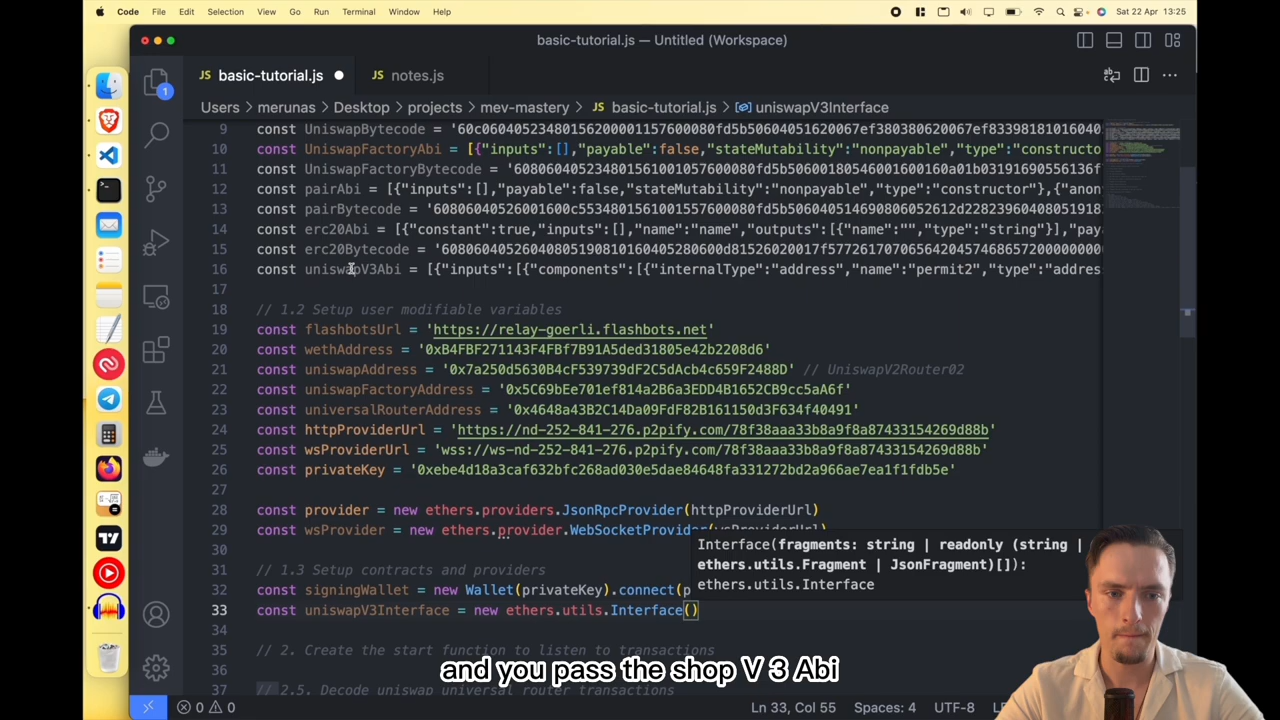 Code File Edit Selection View Go Run Terminal Window Help Sat 22 Apr 13:25
basic-tutorial.js — Untitled (Workspace)
JS basic-tutorial.js JS notes.js
Users > merunas > Desktop > projects > mev-mastery > JS basic-tutorial.js > uniswapV3Interface
9 const UniswapBytecode = '60c06040523480156200001157600080fd5b50604051620067ef380380620067ef83398181016040
10 const UniswapFactoryAbi = [{"inputs":[],"payable":false,"stateMutability":"nonpayable","type":"constructo
11 const UniswapFactoryBytecode = '608060405234801561001057600080fd5b506040516
12 const pairAbi = [{"inputs":[],"payable":false,"stateMutability":"nonpayable","type":"constructor"},{"anon
13 const pairBytecode = '
14 const erc20Abi = [{"constant":true,"inputs":[],"name":"name","outputs":[{"name":"","type":"string"}],"pay
15 const erc20Bytecode = '
16 const uniswapV3Abi = [{"inputs":[{"components":[{"internalType":"address","name":"permit2","type":"addres
17
18 // 1.2 Setup user modifiable variables
19 const flashbotsUrl = 'https://relay-goerli.flashbots.net'
20 const wethAddress = '0xB4FBF271143F4FBf7B91A5ded31805e42b2208d6'
21 const uniswapAddress = '0x7a250d5630B4cF539739dF2C5dAcb4c659F2488D' // UniswapV2Router02
22 const uniswapFactoryAddress = '0x5C69bEe701ef814a2B6a3EDD4B1652CB9cc5aA6f'
23 const universalRouterAddress = '0x4648a43B2C14Da09FdF82B161150d3F634f40491'
24 const httpProviderUrl = 'https://nd-252-841-276.p2pify.com/78f38aaa33b8a9f8a87433154269d88b'
25 const wsProviderUrl = 'wss://ws-nd-252-841-276.p2pify.com/78f38aaa33b8a9f8a87433154269d88b'
26 const privateKey = '0xebe4d18a3caf632bfc268ad030e5dae84648fa331272bd2a966ae7ea1f1fdb5e'
27
28 const provider = new ethers.providers.JsonRpcProvider(httpProviderUrl)
29 const wsProvider = new ethers.provider.WebSocketProvider(wsProviderUrl)
30
Interface(fragments: string | readonly (string |
ethers.utils.Fragment | JsonFragment)[]):
ethers.utils.Interface
31 // 1.3 Setup contracts and providers
32 const signingWallet = new Wallet(privateKey).connect(p
33 const uniswapV3Interface = new ethers.utils.Interface()
34
35 // 2. Create the start function to listen to transactions
36
37 // 2.5. Decode uniswap universal router transactions
and you pass the shop V 3 Abi
0 0 Ln 33, Col 55 Spaces: 4 UTF-8